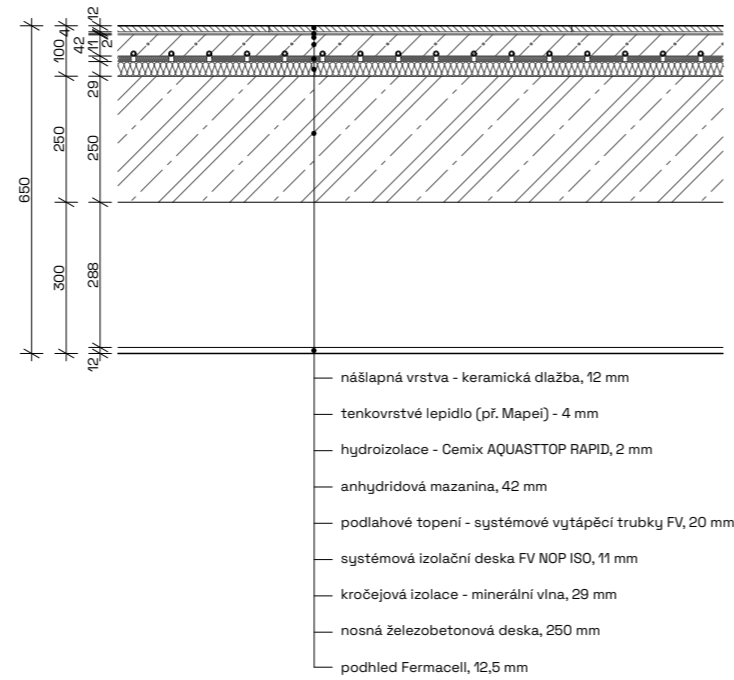 12
4
100
42
11
2
29
250
250
650
300
288
12
nášlapná vrstva - keramická dlažba, 12 mm
tenkovrstvé lepidlo (př. Mapei) - 4 mm
hydroizolace - Cemix AQUASTTOP RAPID, 2 mm
anhydridová mazanina, 42 mm
podlahové topení - systémové vytápěcí trubky FV, 20 mm
systémová izolační deska FV NOP ISO, 11 mm
kročejová izolace - minerální vlna, 29 mm
nosná železobetonová deska, 250 mm
podhled Fermacell, 12,5 mm